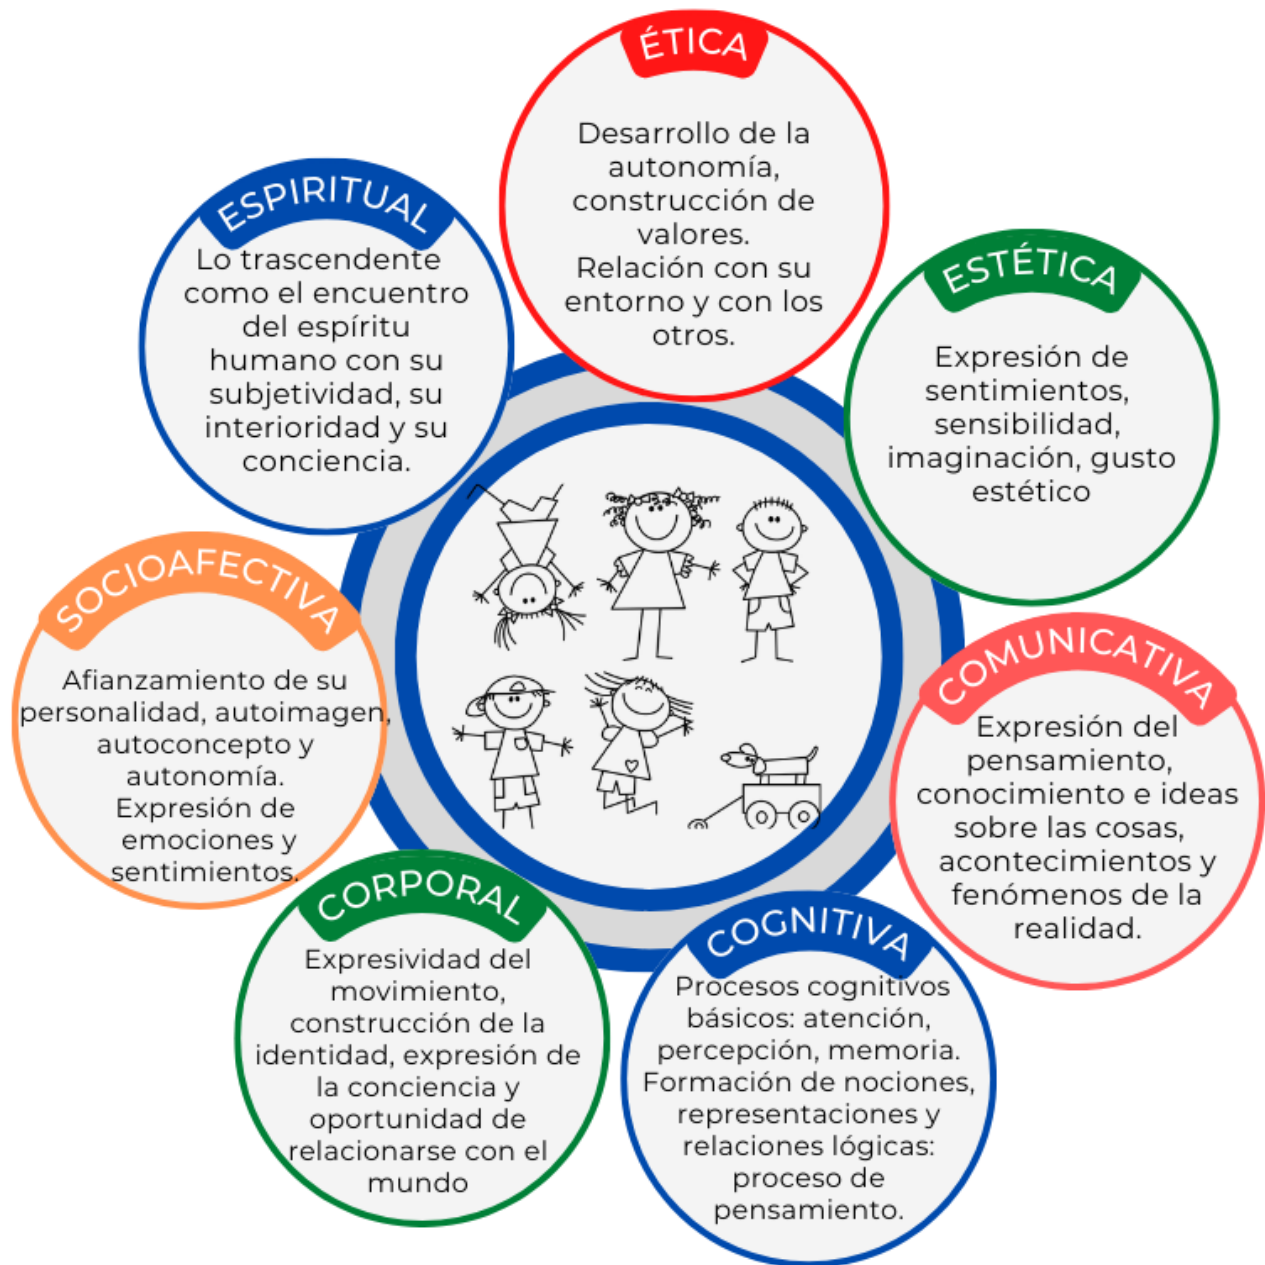 ÉTICA
Desarrollo de la
autonomía,
construcción de
valores.
Relación con su
entorno y con los
otros.
ESTÉTICA
Expresión de
sentimientos,
sensibilidad,
imaginación, gusto
estético
COMUNICATIVA
Expresión del
pensamiento,
conocimiento e ideas
sobre las cosas,
acontecimientos y
fenómenos de la
realidad.
COGNITIVA
Procesos cognitivos
básicos: atención,
percepción, memoria.
Formación de nociones,
representaciones y
relaciones lógicas:
proceso de
pensamiento.
CORPORAL
Expresividad del
movimiento,
construcción de la
identidad, expresión de
la conciencia y
oportunidad de
relacionarse con el
mundo
SOCIOAFECTIVA
Afianzamiento de su
personalidad, autoimagen,
autoconcepto y
autonomía.
Expresión de
emociones y
sentimientos.
ESPIRITUAL
Lo trascendente
como el encuentro
del espíritu
humano con su
subjetividad, su
interioridad y su
conciencia.